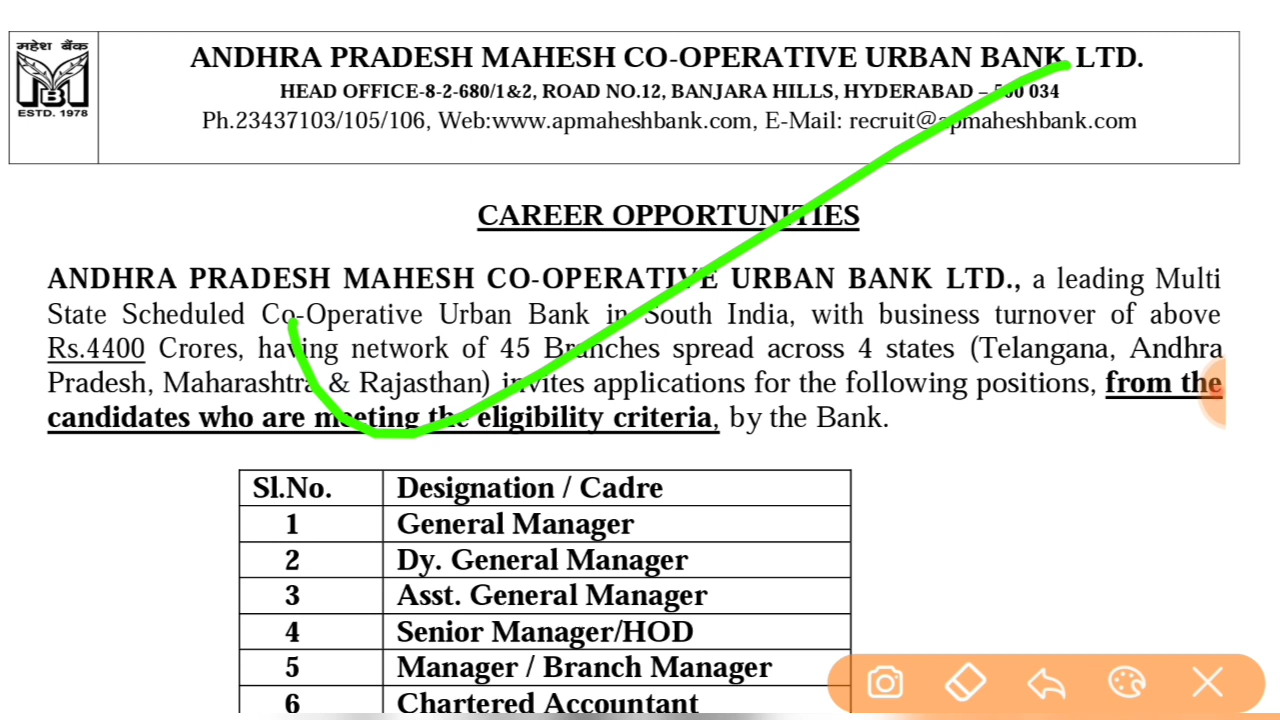 महेश बैंक
MB
ESTD. 1978
ANDHRA PRADESH MAHESH CO-OPERATIVE URBAN BANK LTD.
HEAD OFFICE-8-2-680/1&2, ROAD NO.12, BANJARA HILLS, HYDERABAD – 500 034
Ph.23437103/105/106, Web:www.apmaheshbank.com, E-Mail: recruit@apmaheshbank.com
CAREER OPPORTUNITIES
ANDHRA PRADESH MAHESH CO-OPERATIVE URBAN BANK LTD., a leading Multi
State Scheduled Co-Operative Urban Bank in South India, with business turnover of above
Rs.4400 Crores, having network of 45 Branches spread across 4 states (Telangana, Andhra
Pradesh, Maharashtra & Rajasthan) invites applications for the following positions, from the
candidates who are meeting the eligibility criteria, by the Bank.
Sl.No. Designation / Cadre
1 General Manager
2 Dy. General Manager
3 Asst. General Manager
4 Senior Manager/HOD
5 Manager / Branch Manager
6 Chartered Accountant